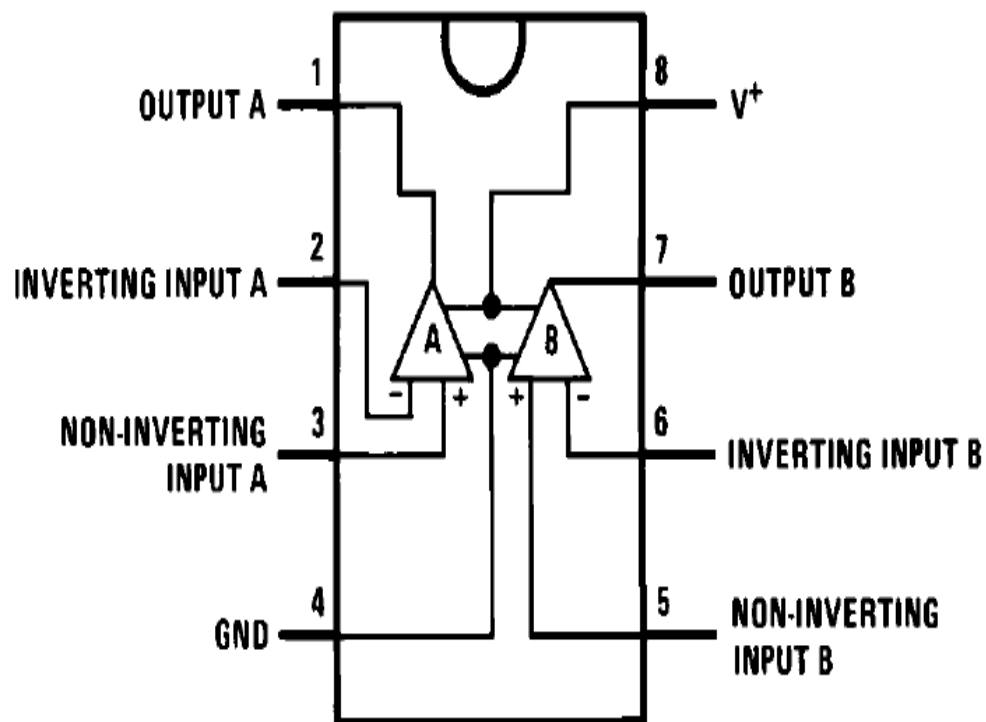 1
OUTPUT A
8
V+
2
INVERTING INPUT A
7
OUTPUT B
A
B
- +
+ -
3
NON-INVERTING
INPUT A
6
INVERTING INPUT B
4
GND
5
NON-INVERTING
INPUT B